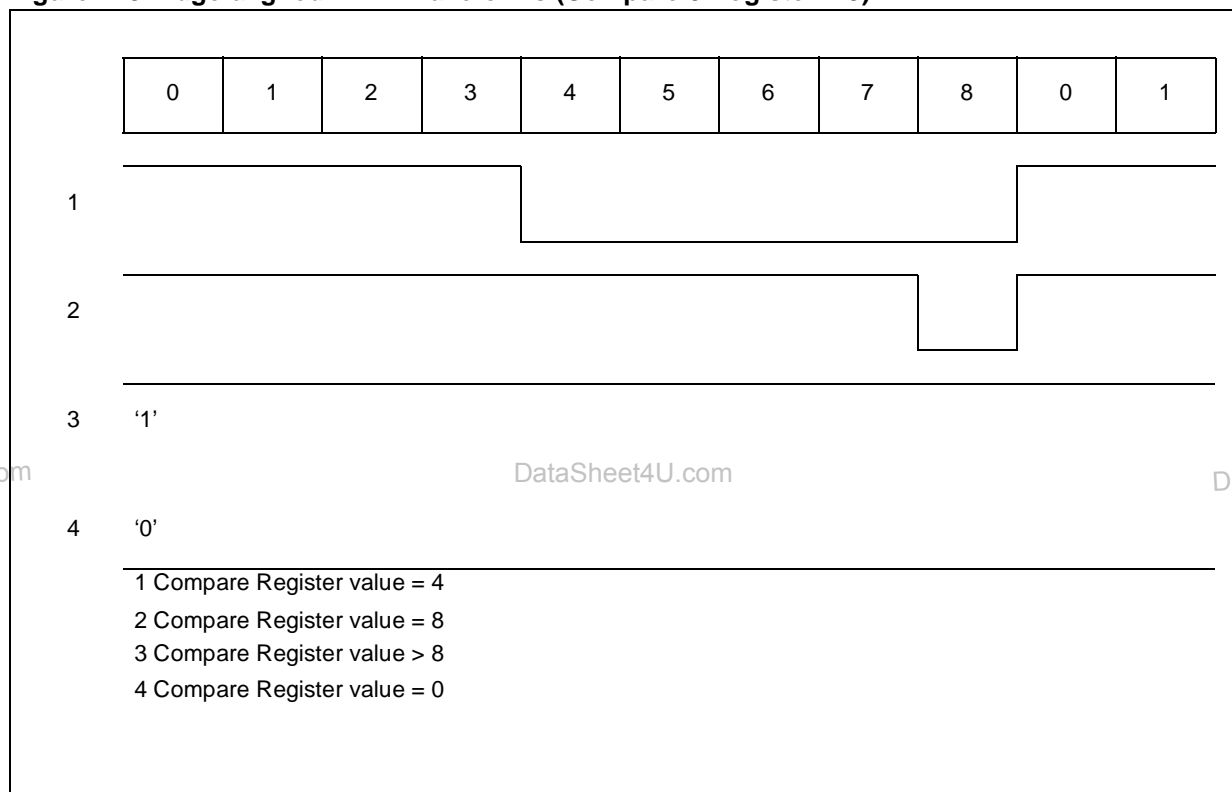 0 1 2 3 4 5 6 7 8 0 1
1
2
3 ‘1’
om DataSheet4U.com D
4 ‘0’
1 Compare Register value = 4
2 Compare Register value = 8
3 Compare Register value > 8
4 Compare Register value = 0